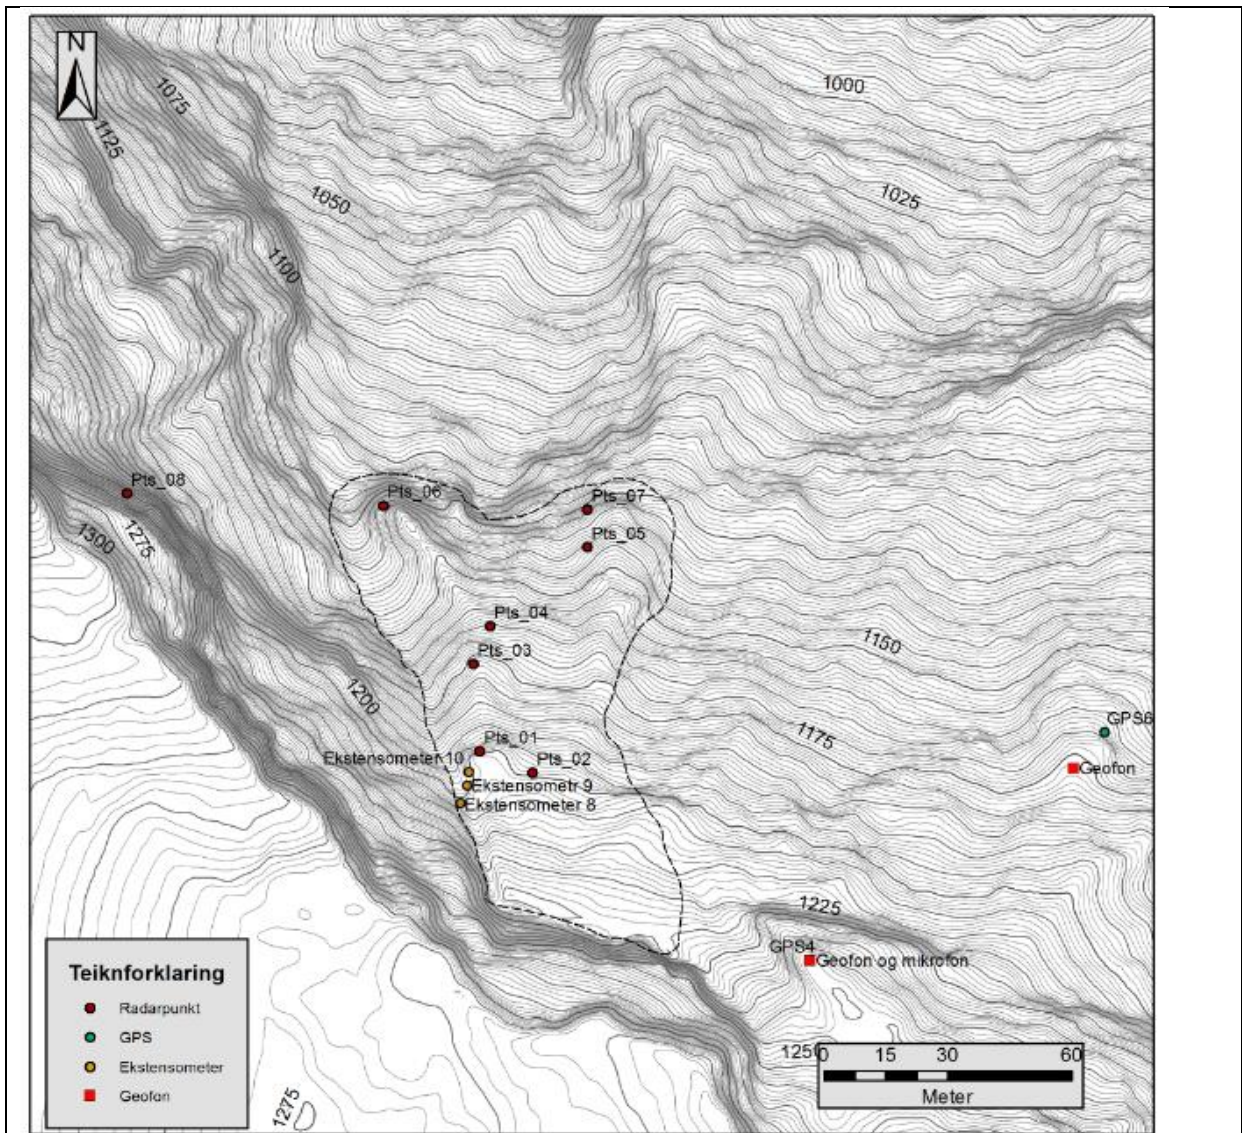 N
1000
1075
1125
1050
1025
1100
Pts_08
Pts_06
Pts_07
1275
1300
Pts_05
Pts_04
1150
Pts_03
1200
GPS6
1175
Pts_01
Ekstensometer 10
Pts_02
Geofon
Ekstensometr 9
Ekstensometer 8
1225
GPS4
Geofon og mikrofon
Teiknforklaring
Radarpunkt
GPS
Ekstensometer
Geofon
1250
0 15 30 60
Meter
1275